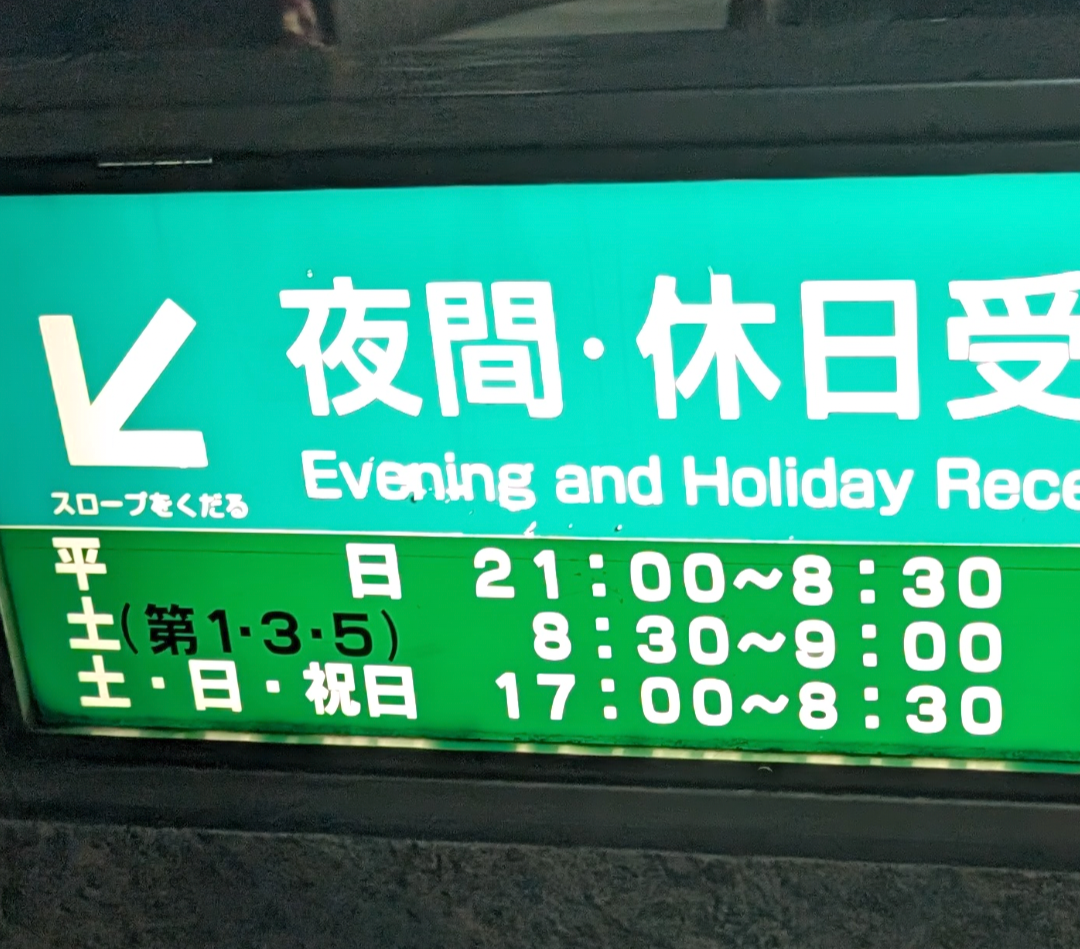 夜間・休日受
Evening and Holiday Rece
スロープをくだる
平　日 21:00～8:30
土(第1・3・5) 8:30～9:00
土・日・祝日 17:00～8:30